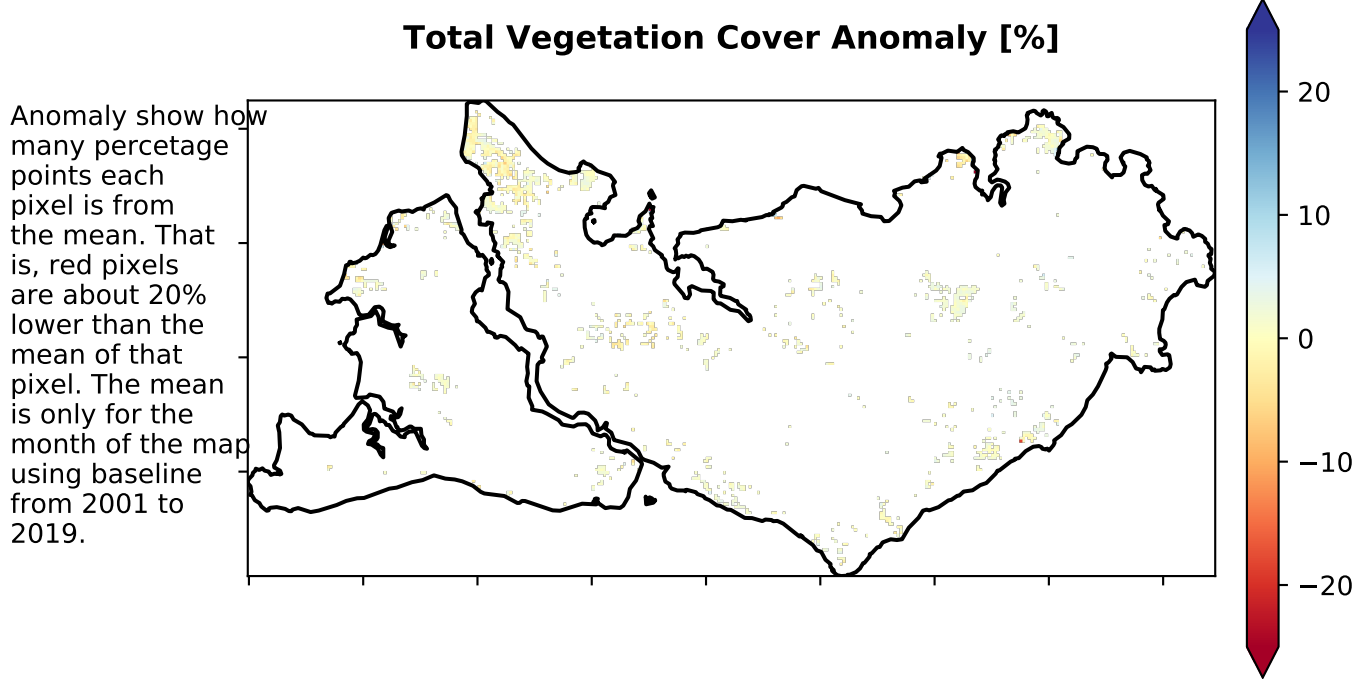 Total Vegetation Cover Anomaly [%]
Anomaly show how
many percetage
points each
pixel is from
the mean. That
is, red pixels
are about 20%
lower than the
mean of that
pixel. The mean
is only for the
month of the map
using baseline
from 2001 to
2019.
20
10
0
−10
−20